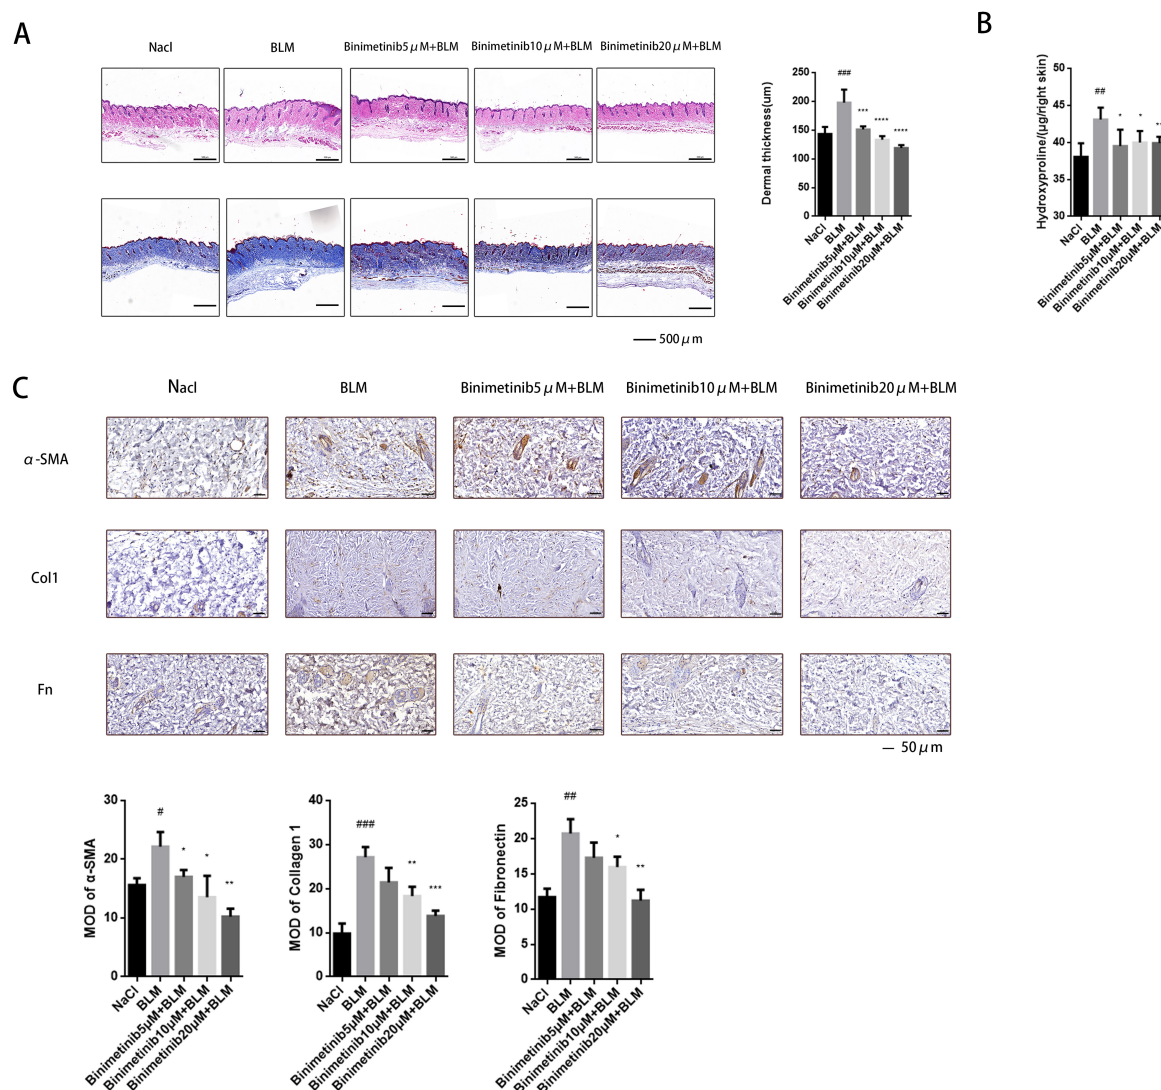 A
B
Nacl
BLM
Binimetinib5μM+BLM
Binimetinib10μM+BLM
Binimetinib20μM+BLM
500μm
Dermal thickness(um)
250
200
150
100
50
0
###
***
****
****
NaCl
BLM
Binimetinib5μM+BLM
Binimetinib10μM+BLM
Binimetinib20μM+BLM
Hydroxyproline/(μg/right skin)
50
45
40
35
30
##
*
*
**
NaCl
BLM
Binimetinib5μM+BLM
Binimetinib10μM+BLM
Binimetinib20μM+BLM
C
Nacl
BLM
Binimetinib5μM+BLM
Binimetinib10μM+BLM
Binimetinib20μM+BLM
α-SMA
Col1
Fn
50μm
MOD of α-SMA
30
20
10
0
#
*
*
**
NaCl
BLM
Binimetinib5μM+BLM
Binimetinib10μM+BLM
Binimetinib20μM+BLM
MOD of Collagen 1
40
30
20
10
0
###
**
***
NaCl
BLM
Binimetinib5μM+BLM
Binimetinib10μM+BLM
Binimetinib20μM+BLM
MOD of Fibronectin
25
20
15
10
5
0
##
*
**
NaCl
BLM
Binimetinib5μM+BLM
Binimetinib10μM+BLM
Binimetinib20μM+BLM